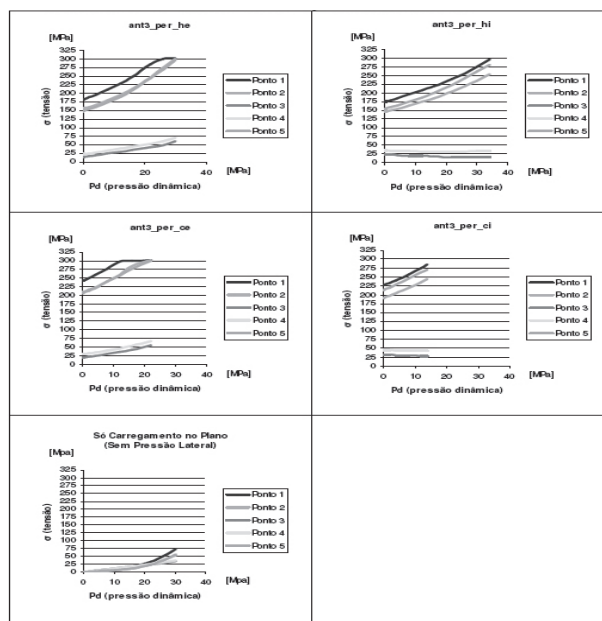 ant3_per_he
[MPa]
σ (tensão)
325
300
275
250
225
200
175
150
125
100
75
50
25
0
0 10 20 30 40
[MPa]
Pd (pressão dinâmica)
Ponto 1
Ponto 2
Ponto 3
Ponto 4
Ponto 5
ant3_per_hi
[MPa]
σ (tensão)
325
300
275
250
225
200
175
150
125
100
75
50
25
0
0 10 20 30 40
[MPa]
Pd (pressão dinâmica)
Ponto 1
Ponto 2
Ponto 3
Ponto 4
Ponto 5
ant3_per_ce
[MPa]
σ (tensão)
325
300
275
250
225
200
175
150
125
100
75
50
25
0
0 10 20 30 40
[MPa]
Pd (pressão dinâmica)
Ponto 1
Ponto 2
Ponto 3
Ponto 4
Ponto 5
ant3_per_ci
[MPa]
σ (tensão)
325
300
275
250
225
200
175
150
125
100
75
50
25
0
0 10 20 30 40
[MPa]
Pd (pressão dinâmica)
Ponto 1
Ponto 2
Ponto 3
Ponto 4
Ponto 5
Só Carregamento no Plano
(Sem Pressão Lateral)
[Mpa]
σ (tensão)
325
300
275
250
225
200
175
150
125
100
75
50
25
0
0 10 20 30 40
[Mpa]
Pd (pressão dinâmica)
Ponto 1
Ponto 2
Ponto 3
Ponto 4
Ponto 5